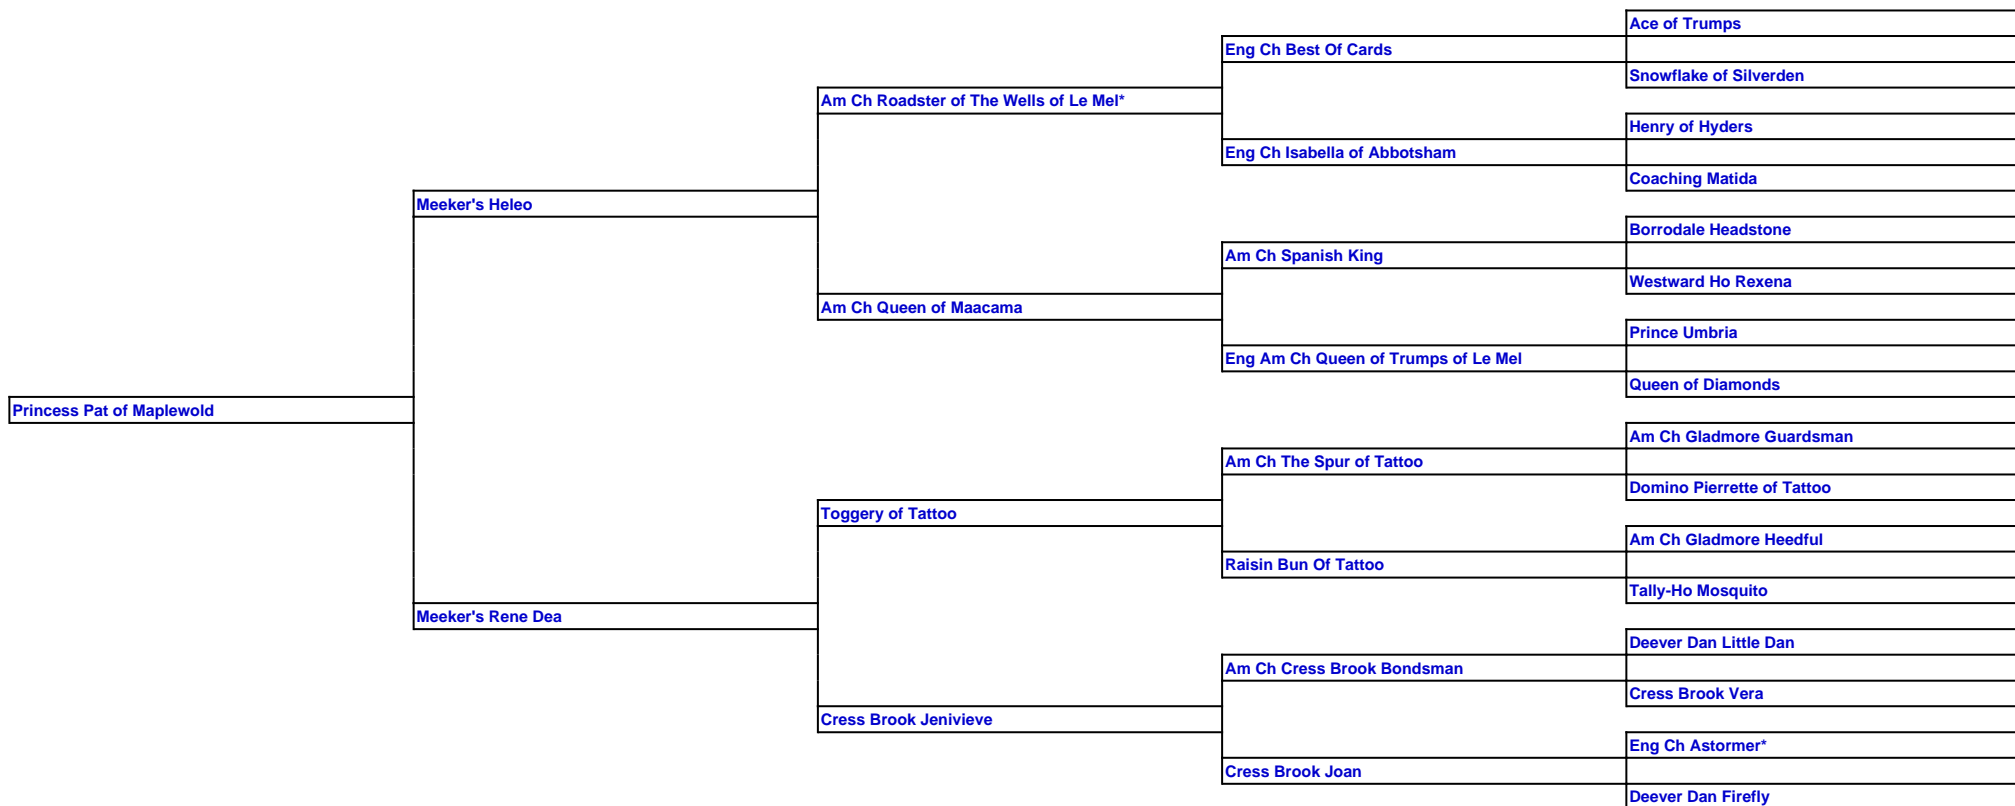 Ace of Trumps
Eng Ch Best Of Cards
Snowflake of Silverden
Am Ch Roadster of The Wells of Le Mel*
Henry of Hyders
Eng Ch Isabella of Abbotsham
Coaching Matida
Meeker's Heleo
Borrodale Headstone
Am Ch Spanish King
Westward Ho Rexena
Am Ch Queen of Maacama
Prince Umbria
Eng Am Ch Queen of Trumps of Le Mel
Queen of Diamonds
Princess Pat of Maplewold
Am Ch Gladmore Guardsman
Am Ch The Spur of Tattoo
Domino Pierrette of Tattoo
Toggery of Tattoo
Am Ch Gladmore Heedful
Raisin Bun Of Tattoo
Tally-Ho Mosquito
Meeker's Rene Dea
Deever Dan Little Dan
Am Ch Cress Brook Bondsman
Cress Brook Vera
Cress Brook Jenivieve
Eng Ch Astormer*
Cress Brook Joan
Deever Dan Firefly